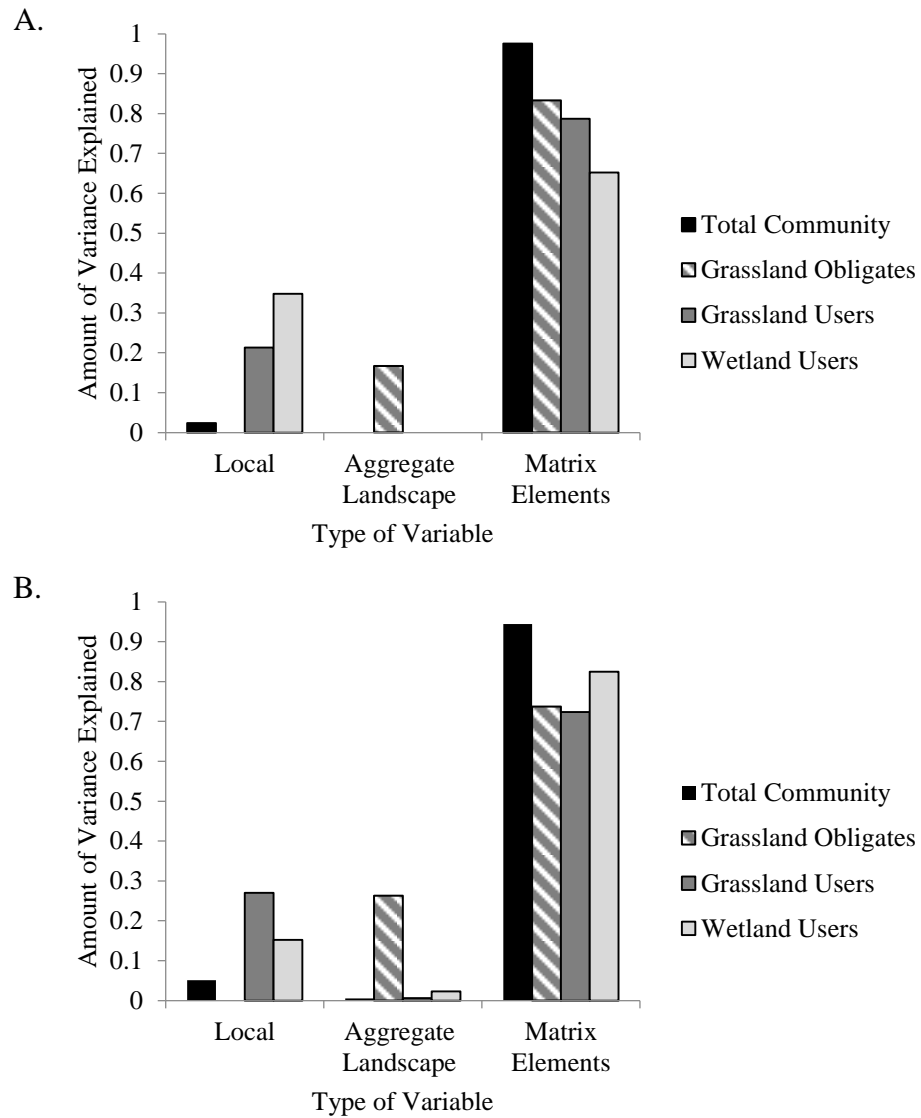 A.
Amount of Variance Explained
1
0.9
0.8
0.7
0.6
0.5
0.4
0.3
0.2
0.1
0
Local
Aggregate
Landscape
Matrix
Elements
Type of Variable
Total Community
Grassland Obligates
Grassland Users
Wetland Users
B.
Amount of Variance Explained
1
0.9
0.8
0.7
0.6
0.5
0.4
0.3
0.2
0.1
0
Local
Aggregate
Landscape
Matrix
Elements
Type of Variable
Total Community
Grassland Obligates
Grassland Users
Wetland Users